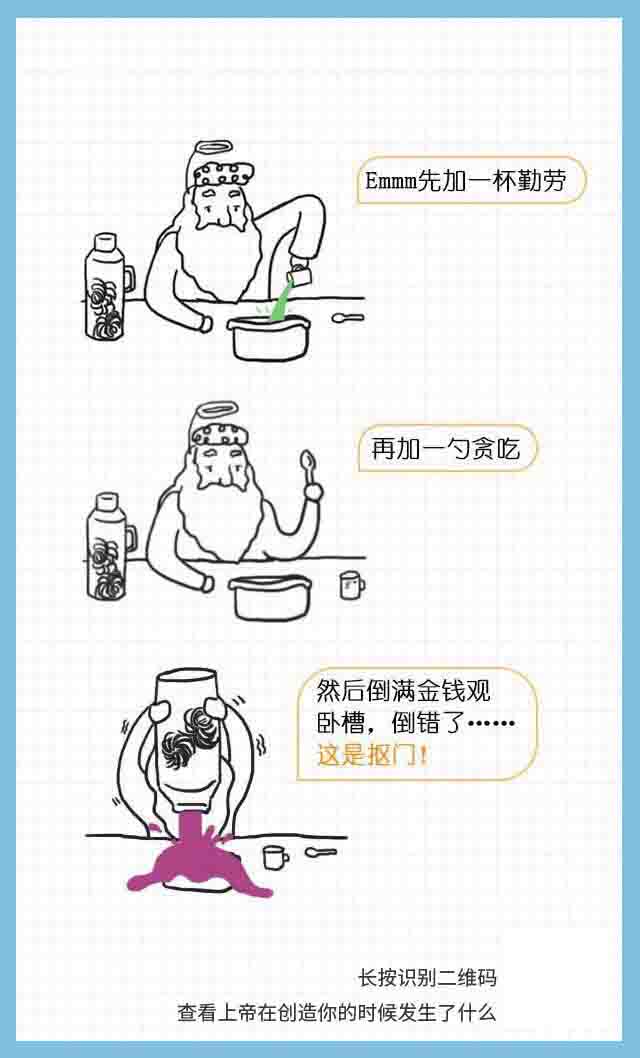 Emmm先加一杯勤劳
再加一勺贪吃
然后倒满金钱观
卧槽，倒错了……
这是抠门！
长按识别二维码
查看上帝在创造你的时候发生了什么